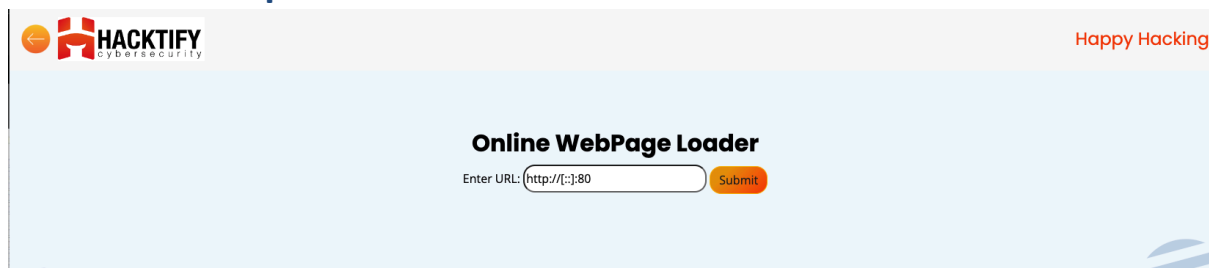 HACKTIFY
cybersecurity
Happy Hacking
Online WebPage Loader
Enter URL: http://[::]:80 Submit